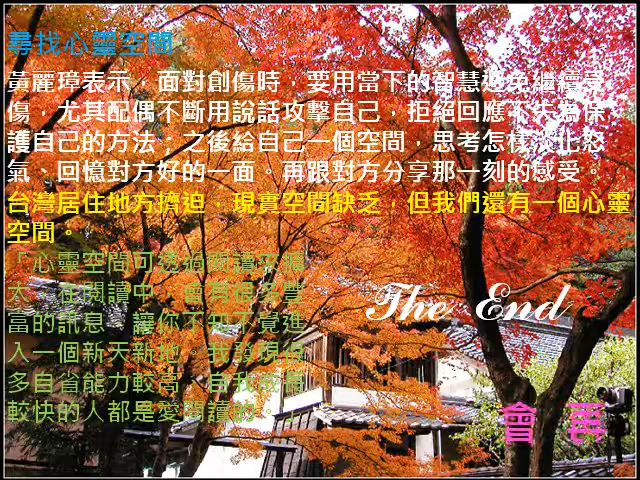 尋找心靈空間
黃麗璋表示，面對創傷時，要用當下的智慧避免繼續受
傷，尤其配偶不斷用說話攻擊自己，拒絕回應不失為保
護自己的方法；之後給自己一個空間，思考怎樣淡化怒
氣、回憶對方好的一面。再跟對方分享那一刻的感受。
台灣居住地方擠迫，現實空間缺乏，但我們還有一個心靈
空間。
「心靈空間可透過閱讀來擴
大，在閱讀中，會有很多豐
富的訊息，讓你不知不覺進
入一個新天新地。我發現很
多自省能力較高、自我成長
較快的人都是愛閱讀的。」
The End
會 再